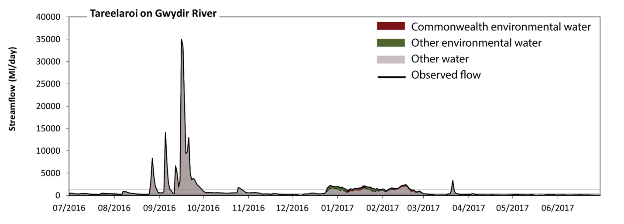 Tareelaroi on Gwydir River
Commonwealth environmental water
Other environmental water
Other water
Observed flow
Streamflow (Ml/day)
40000
35000
30000
25000
20000
15000
10000
5000
0
07/2016 08/2016 09/2016 10/2016 11/2016 12/2016 01/2017 02/2017 03/2017 04/2017 05/2017 06/2017